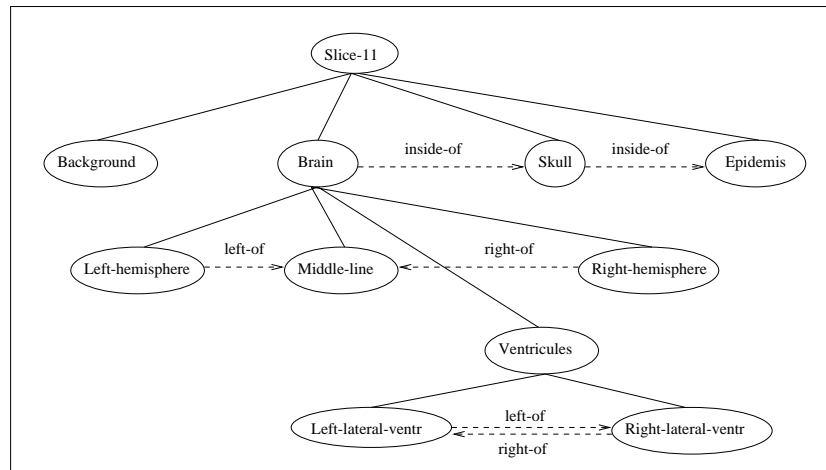 Slice-11
Background
Brain
inside-of
Skull
inside-of
Epidemis
Left-hemisphere
left-of
Middle-line
right-of
Right-hemisphere
Ventricules
Left-lateral-ventr
left-of
right-of
Right-lateral-ventr